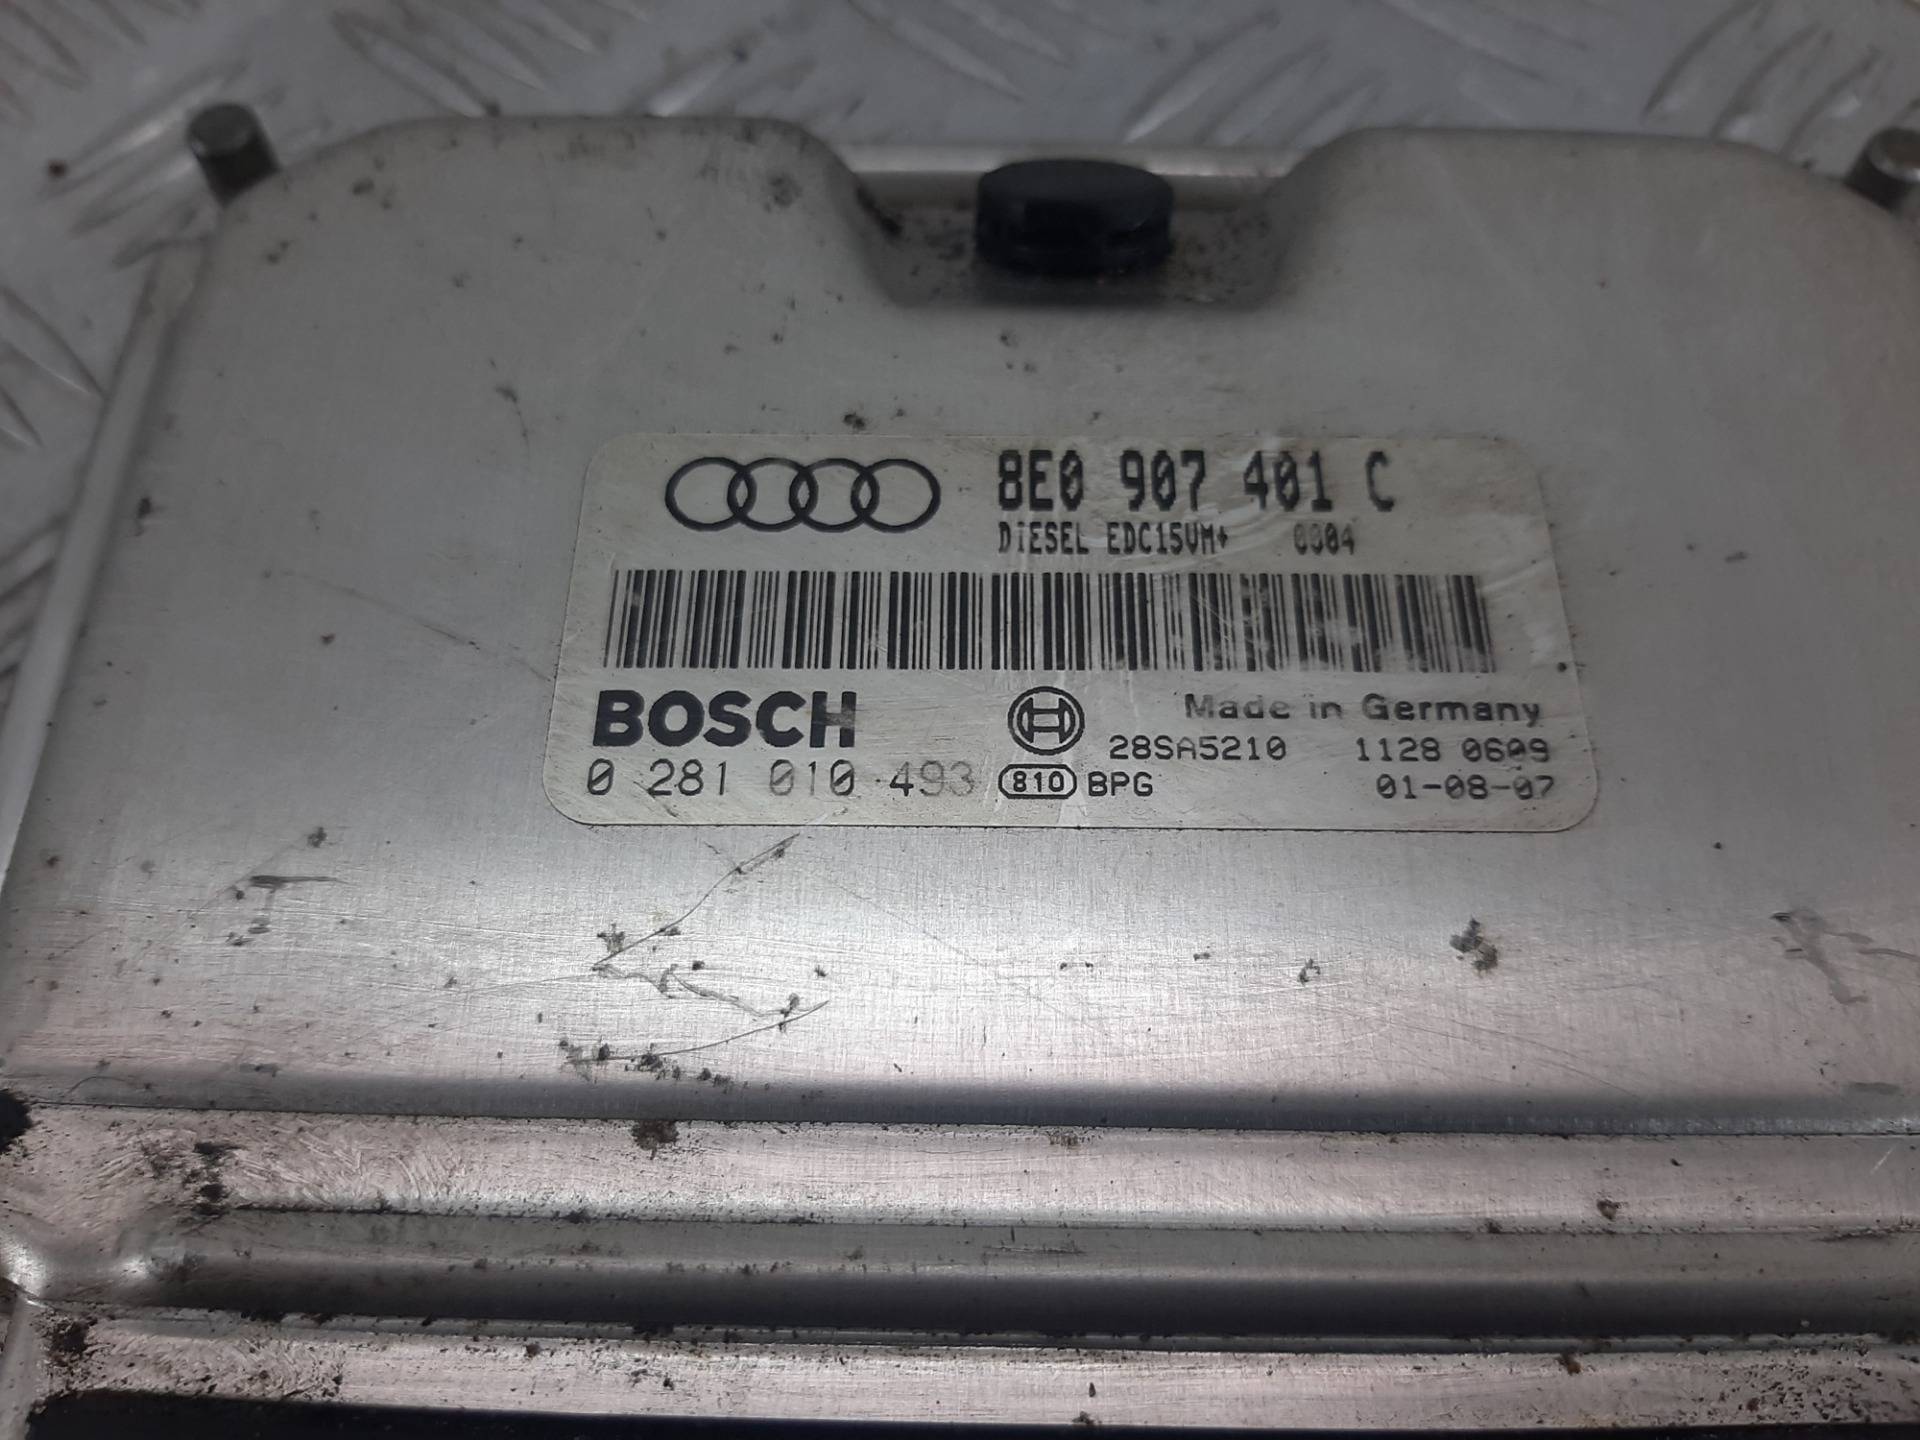 8E0 907 401 C
DIESEL EDC15VM+ 0004
BOSCH
Made in Germany
28SA5210 1128 0609
0 281 010 493
810 BPG 01-08-07